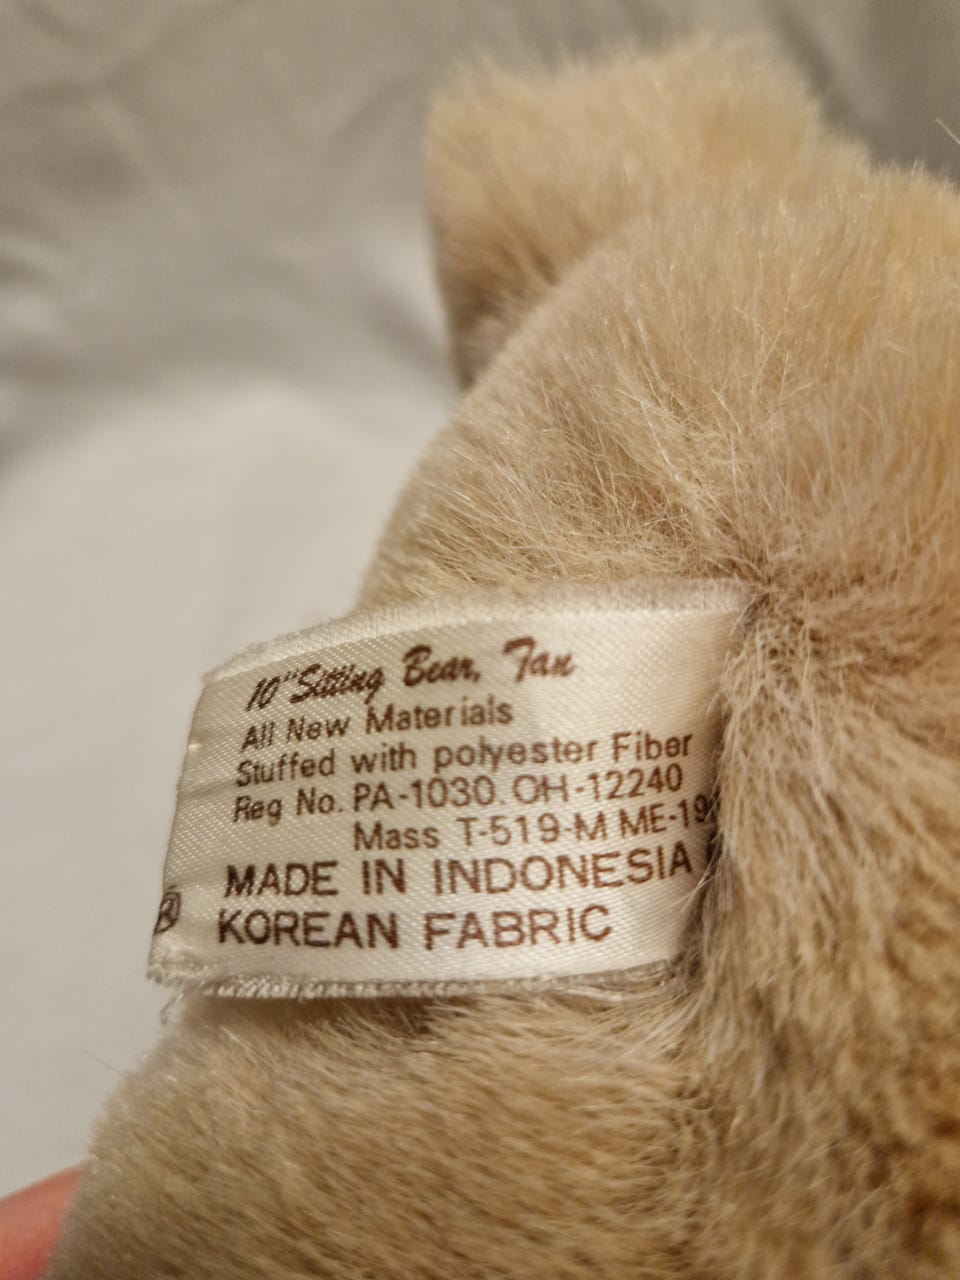 10" Sitting Bear, Tan
All New Materials
Stuffed with polyester Fiber
Reg No. PA-1030. OH-12240
Mass T-519-M
MADE IN INDONESIA
® KOREAN FABRIC